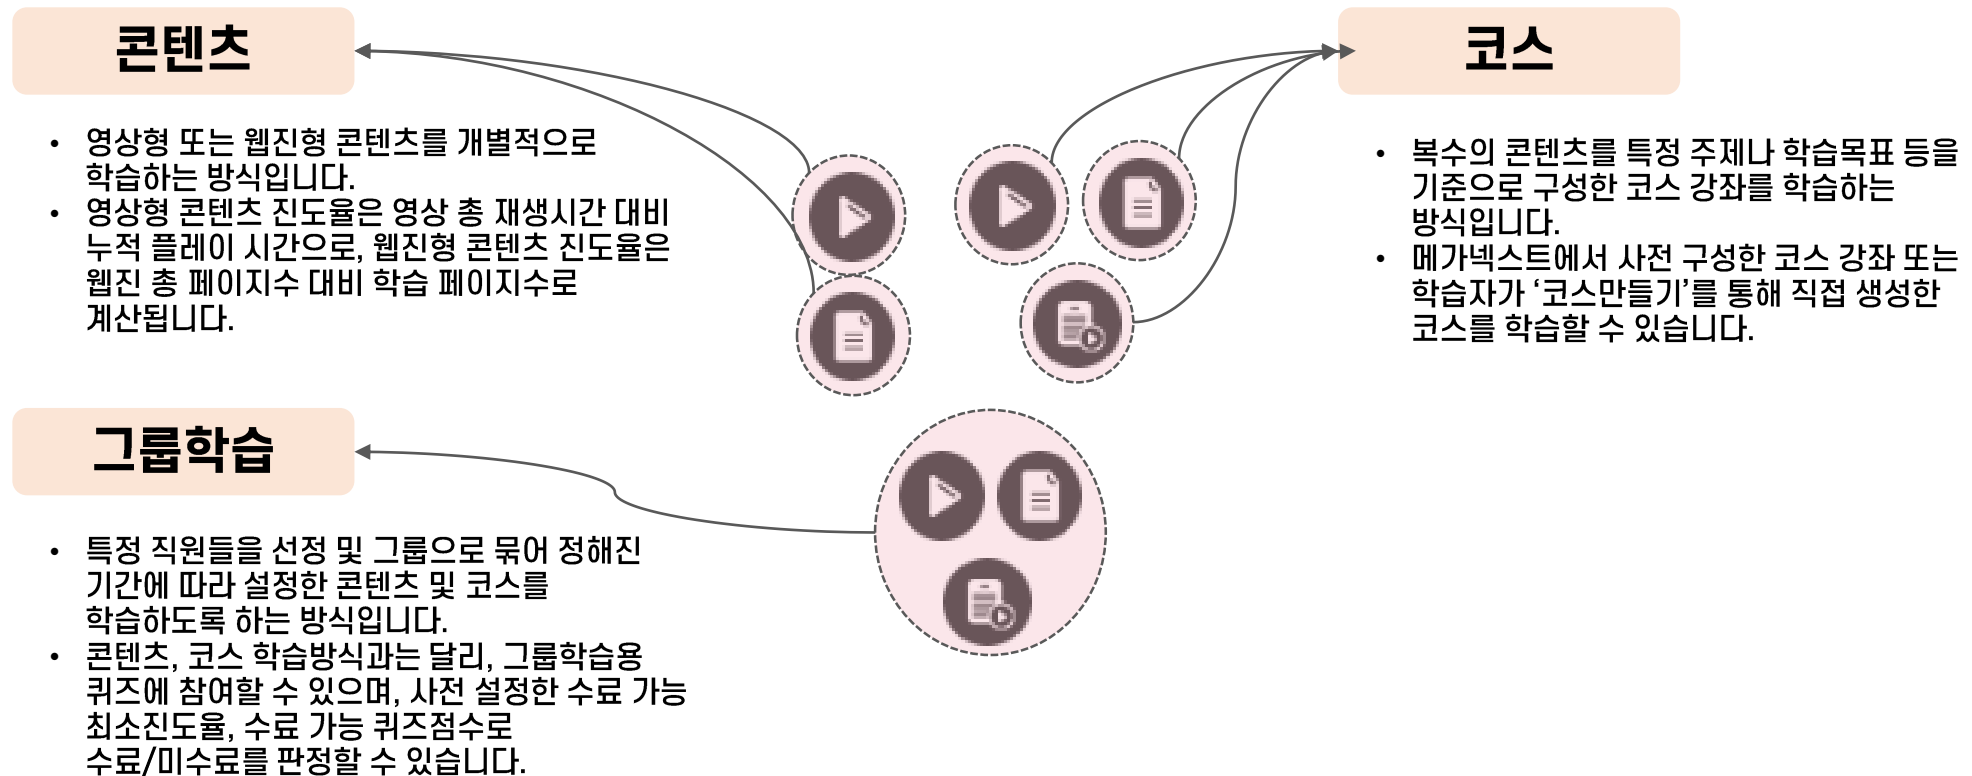 콘텐츠
• 영상형 또는 웹진형 콘텐츠를 개별적으로
학습하는 방식입니다.
• 영상형 콘텐츠 진도율은 영상 총 재생시간 대비
누적 플레이 시간으로, 웹진형 콘텐츠 진도율은
웹진 총 페이지수 대비 학습 페이지수로
계산됩니다.
코스
• 복수의 콘텐츠를 특정 주제나 학습목표 등을
기준으로 구성한 코스 강좌를 학습하는
방식입니다.
• 메가넥스트에서 사전 구성한 코스 강좌 또는
학습자가 ‘코스만들기’를 통해 직접 생성한
코스를 학습할 수 있습니다.
그룹학습
• 특정 직원들을 선정 및 그룹으로 묶어 정해진
기간에 따라 설정한 콘텐츠 및 코스를
학습하도록 하는 방식입니다.
• 콘텐츠, 코스 학습방식과는 달리, 그룹학습용
퀴즈에 참여할 수 있으며, 사전 설정한 수료 가능
최소진도율, 수료 가능 퀴즈점수로
수료/미수료를 판정할 수 있습니다.